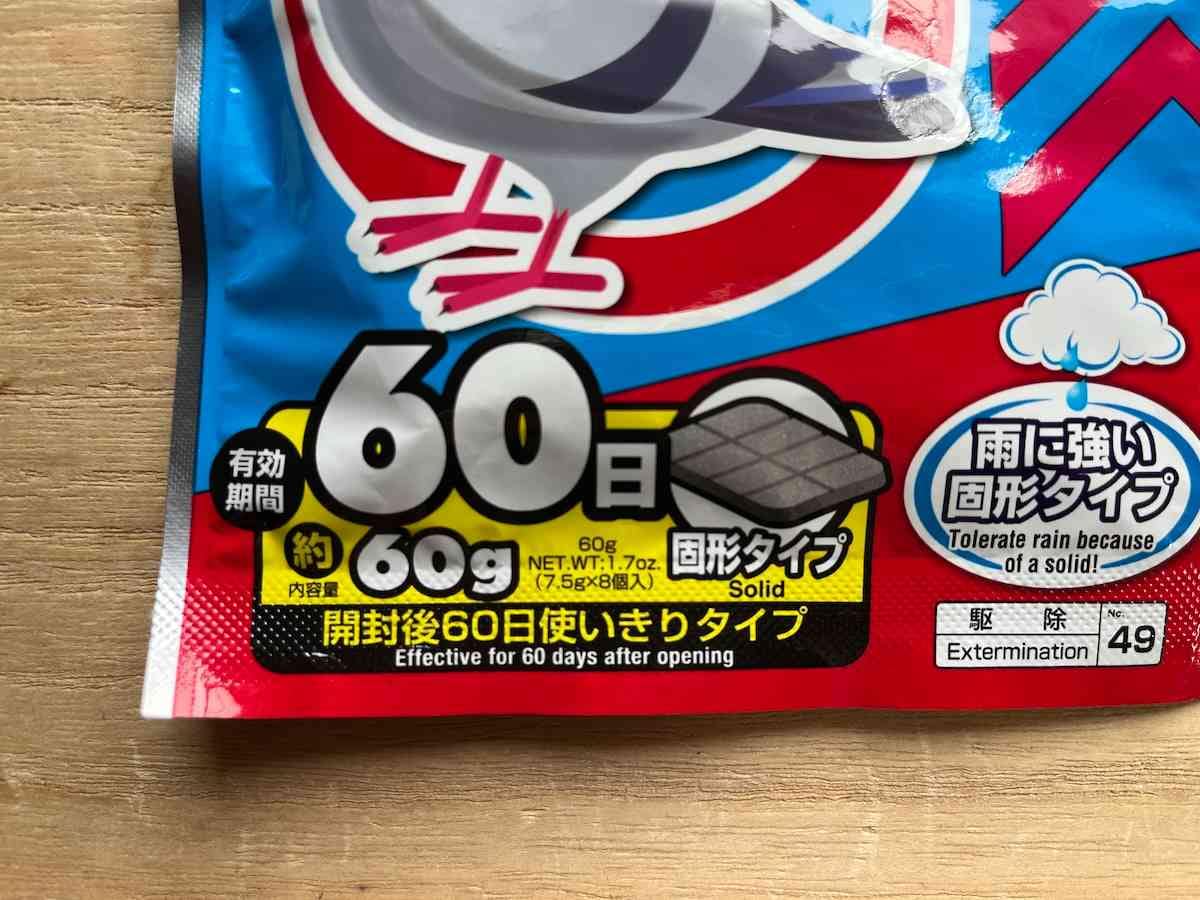 有効
期間
60日
約
内容量
60g
60g
NET.WT:1.7oz.
(7.5g×8個入)
固形タイプ
Solid
開封後60日使いきりタイプ
Effective for 60 days after opening
雨に強い
固形タイプ
Tolerate rain because
of a solid!
駆除
Extermination
No.
49